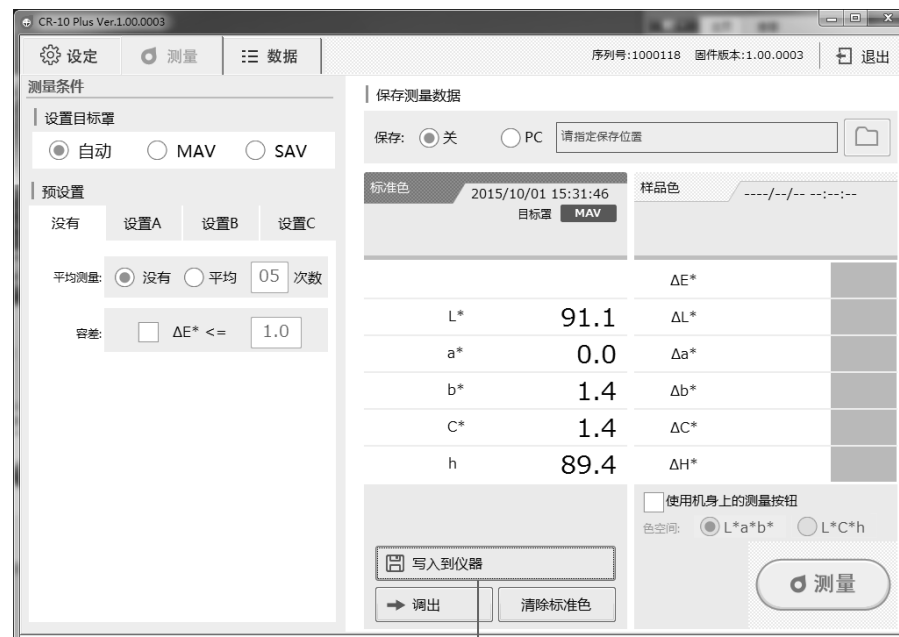 CR-10 Plus Ver.1.00.0003
设定 测量 数据 序列号:1000118 固件版本:1.00.0003 退出
测量条件
设置目标罩
自动 MAV SAV
预设置
没有 设置A 设置B 设置C
平均测量: 没有 平均 05 次数
容差: ΔE* <= 1.0
保存测量数据
保存: 关 PC 请指定保存位置
标准色 2015/10/01 15:31:46
目标罩 MAV
样品色 ----/--/-- --:--:--
ΔE*
L* 91.1 ΔL*
a* 0.0 Δa*
b* 1.4 Δb*
C* 1.4 ΔC*
h 89.4 ΔH*
使用机身上的测量按钮
色空间: L*a*b* L*C*h
写入到仪器
调出 清除标准色
测量